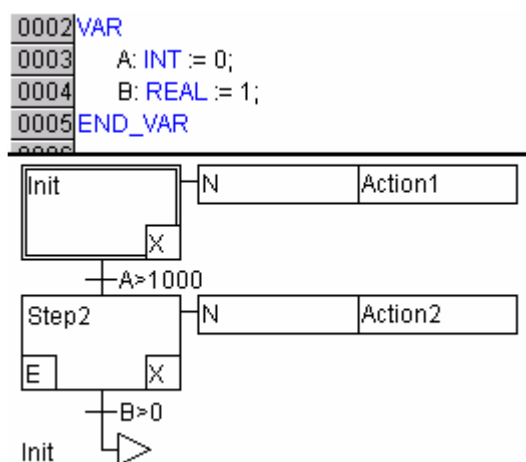 0002 VAR
0003 A: INT := 0;
0004 B: REAL := 1;
0005 END_VAR
Init N Action1
X
A>1000
Step2 N Action2
E X
B>0
Init